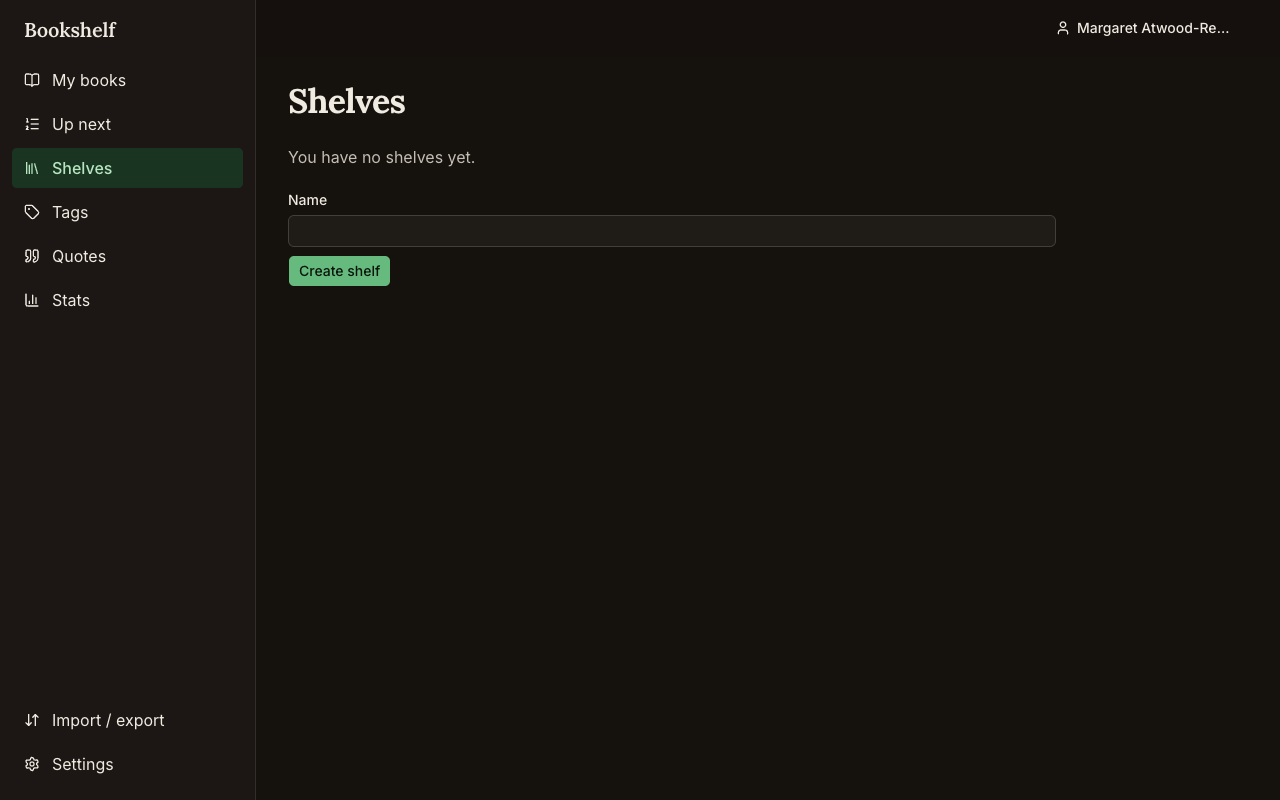 Bookshelf
My books
Up next
Shelves
Tags
Quotes
Stats
Import / export
Settings
Margaret Atwood-Re...
Shelves
You have no shelves yet.
Name
Create shelf